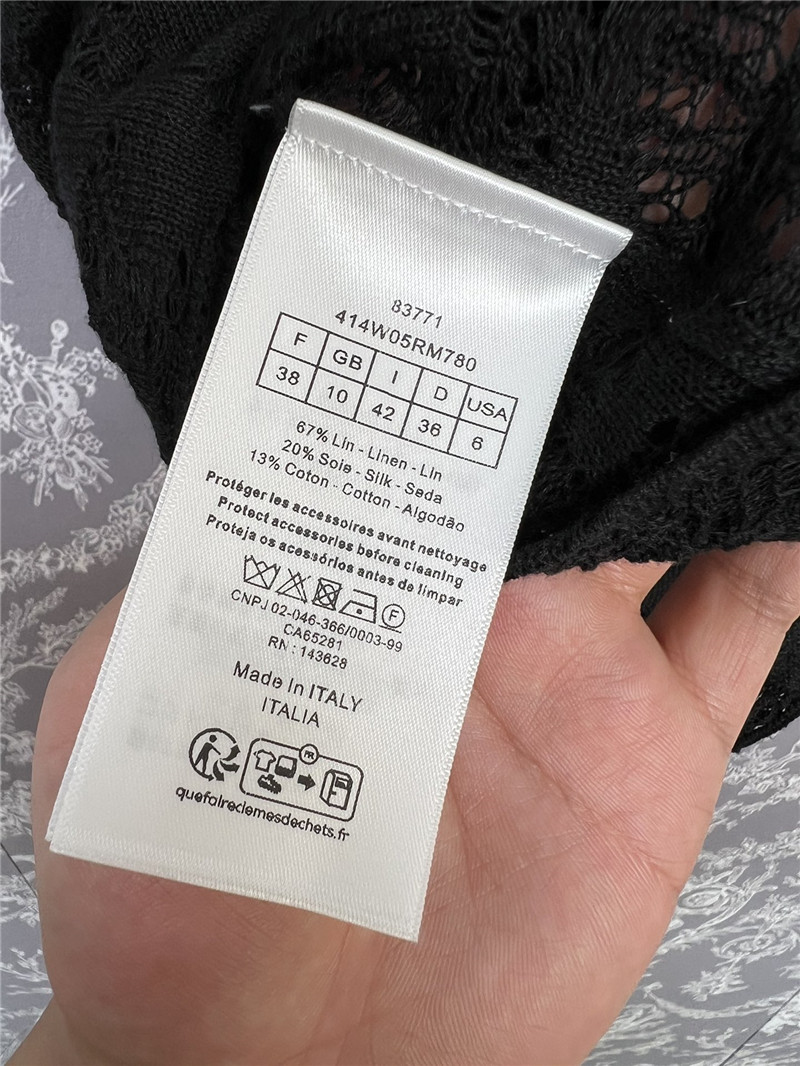 83771
414W05RM780
F GB I D USA
38 10 42 36 6
67% Lin - Linen - Lin
20% Soie - Silk - Seda
13% Coton - Cotton - Algodão
Protéger les accessoires avant nettoyage
Protect accessories before cleaning
Proteja os acessórios antes de limpar
F
CNPJ 02-046-366/0003-99
CA65281
RN : 143628
Made in ITALY
ITALIA
FR
quefairedemesdechets.fr